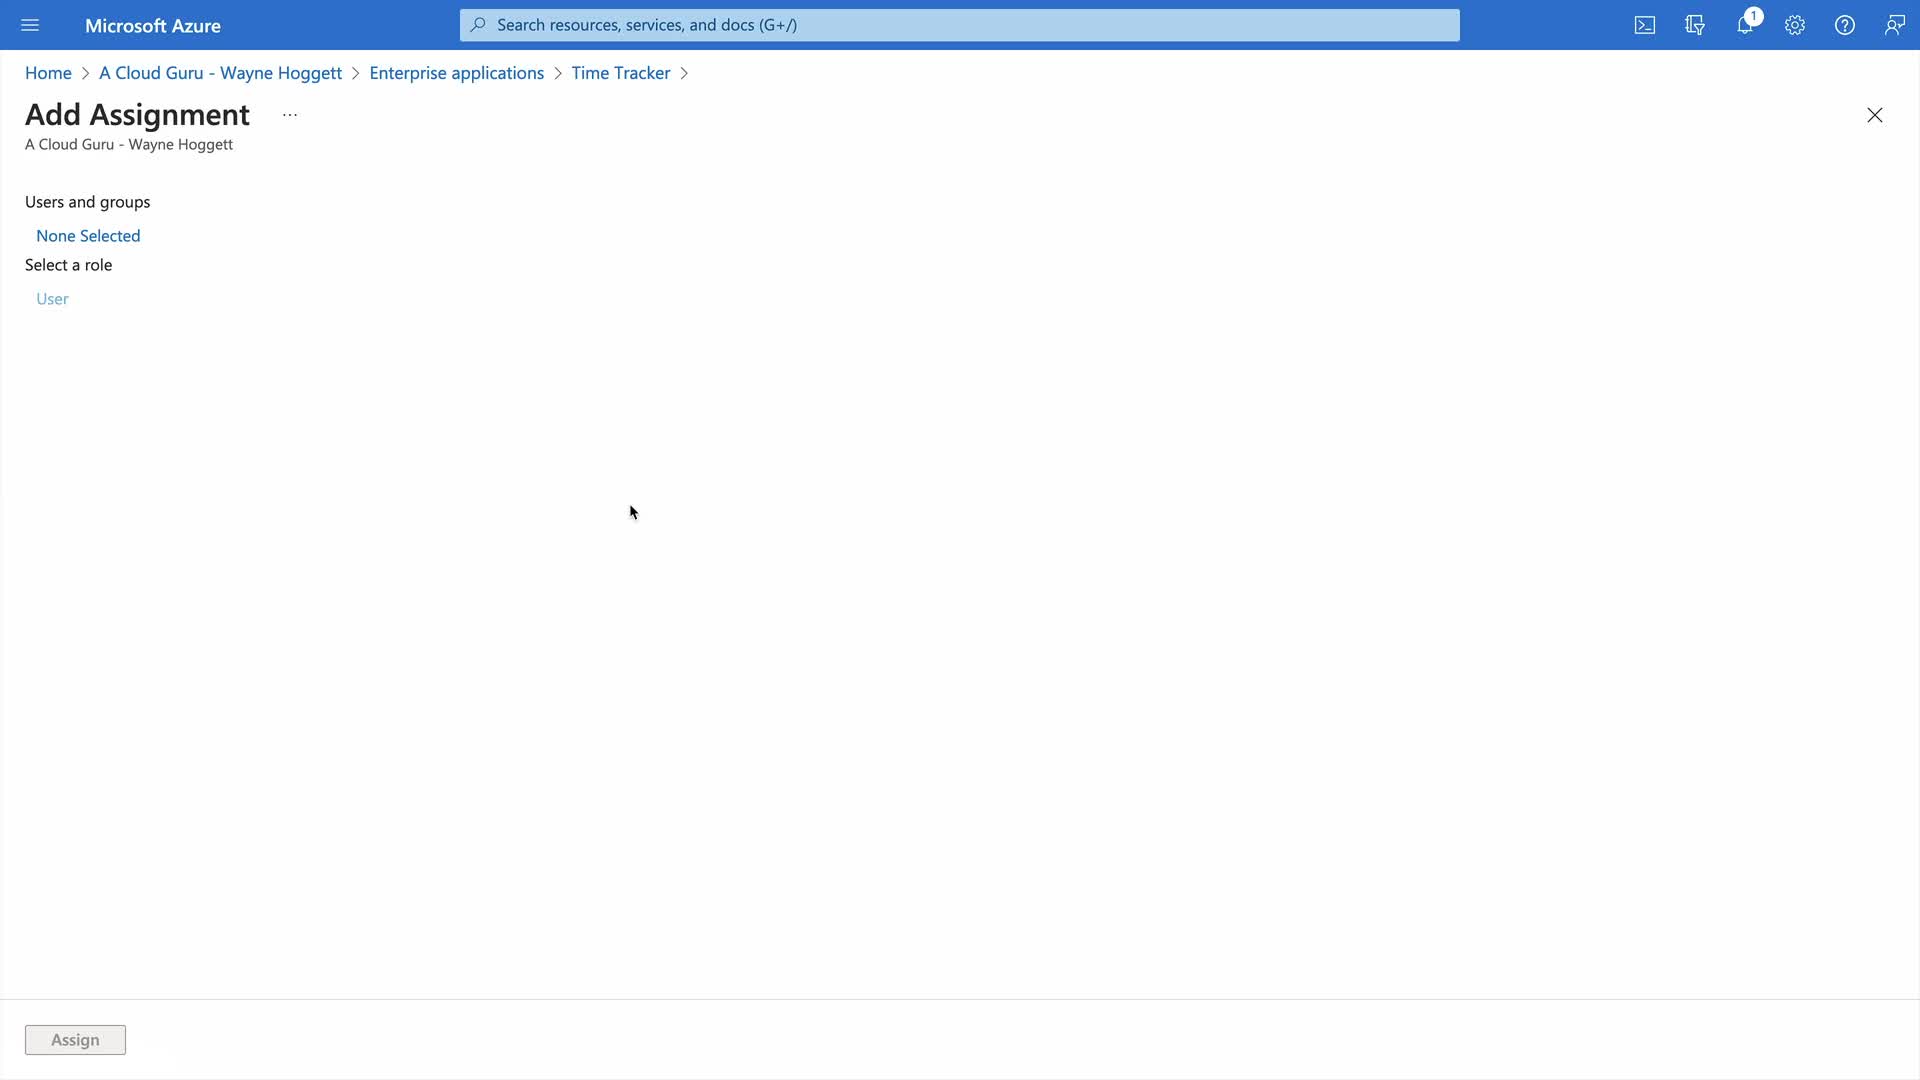 Microsoft Azure
Search resources, services, and docs (G+/)
1
Home > A Cloud Guru - Wayne Hoggett > Enterprise applications > Time Tracker >
Add Assignment ...
A Cloud Guru - Wayne Hoggett
Users and groups
None Selected
Select a role
User
Assign